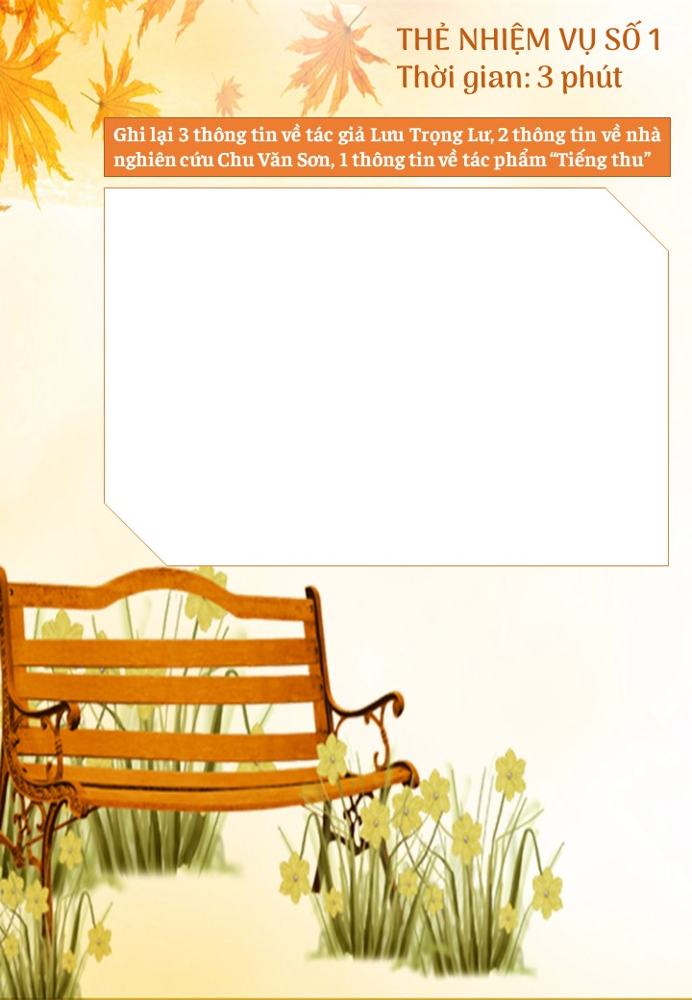 THẺ NHIỆM VỤ SỐ 1
Thời gian: 3 phút
Ghi lại 3 thông tin về tác giả Lưu Trọng Lư, 2 thông tin về nhà
nghiên cứu Chu Văn Sơn, 1 thông tin về tác phẩm “Tiếng thu”